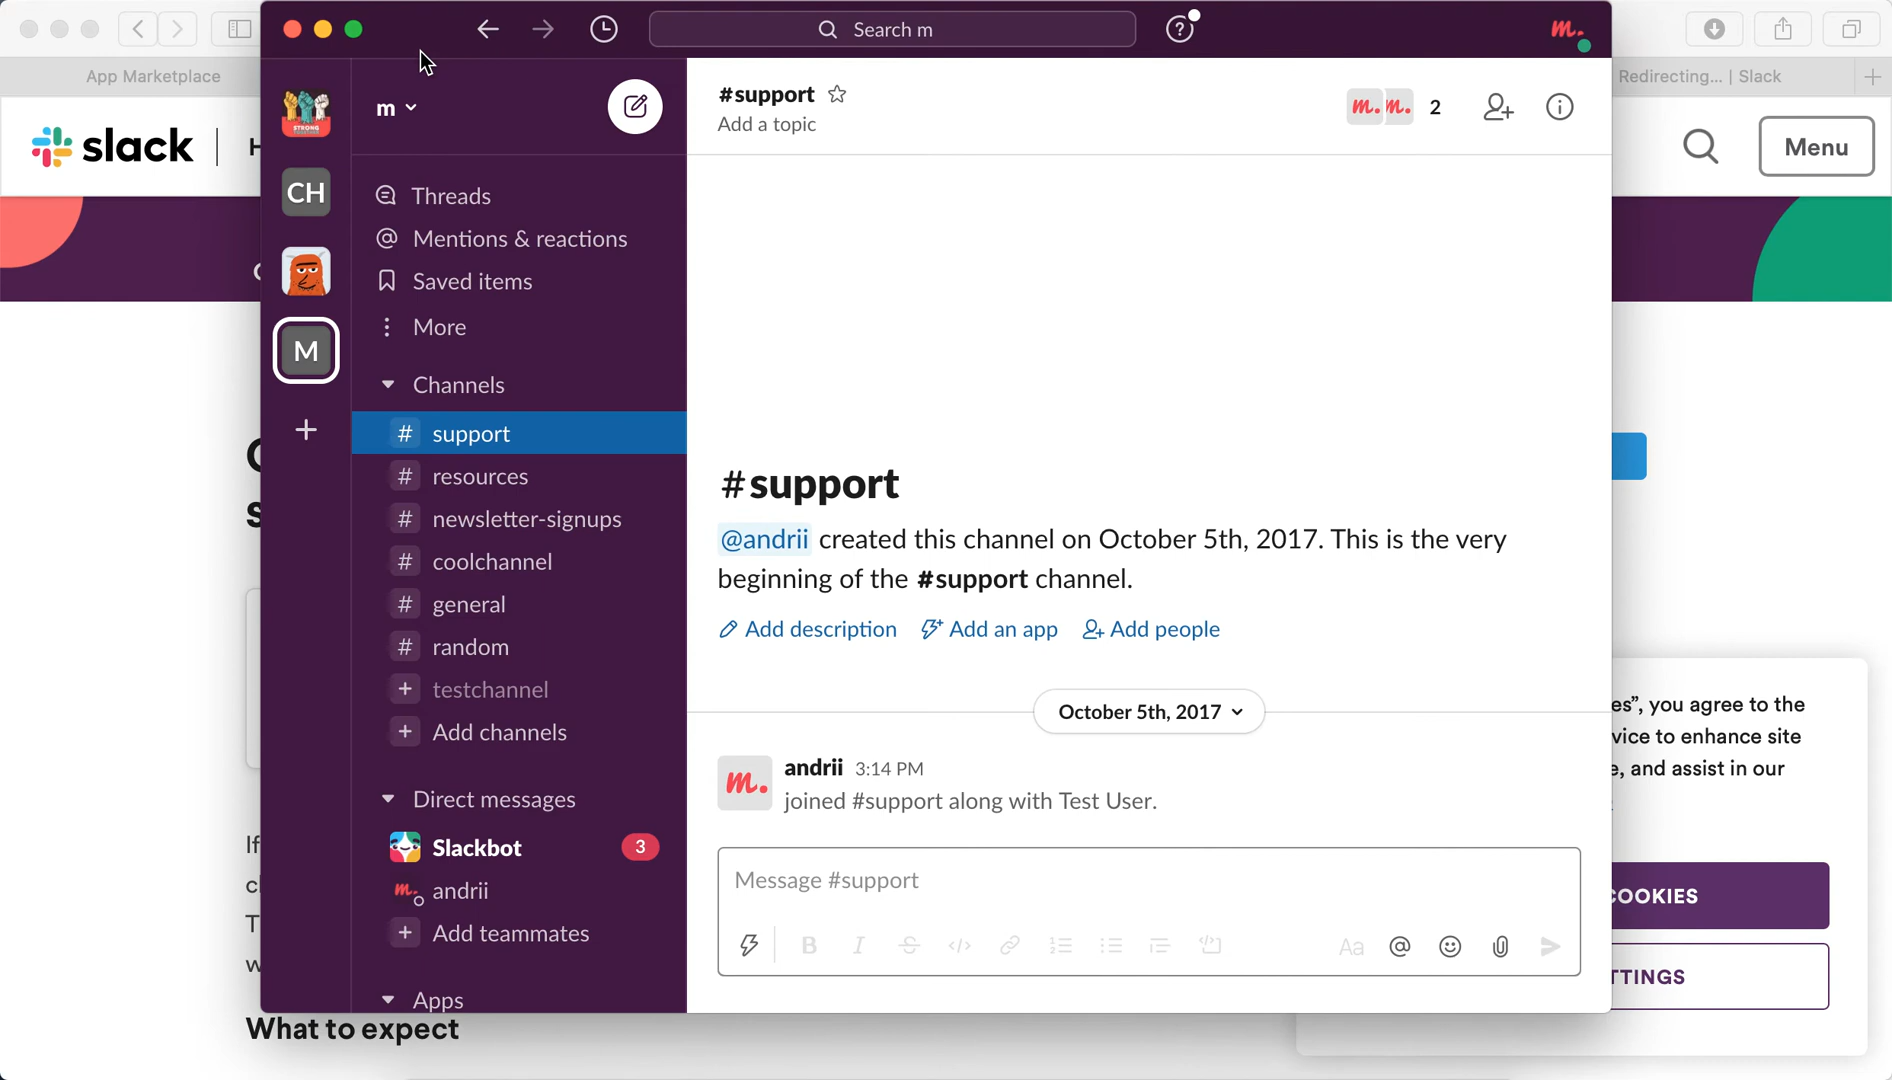 Search m
m.
App Marketplace
Redirecting... | Slack
slack
Menu
STRONG
CH
M
m
Threads
Mentions & reactions
Saved items
More
Channels
# support
# resources
# newsletter-signups
# coolchannel
# general
# random
+ testchannel
+ Add channels
Direct messages
Slackbot 3
m. andrii
+ Add teammates
Apps
#support
Add a topic
m. m. 2
#support
@andrii created this channel on October 5th, 2017. This is the very
beginning of the #support channel.
Add description Add an app Add people
October 5th, 2017
m. andrii 3:14 PM
joined #support along with Test User.
Message #support
B I S </> Aa @
es”, you agree to the
vice to enhance site
e, and assist in our
COOKIES
TTINGS
If
T
w
What to expect